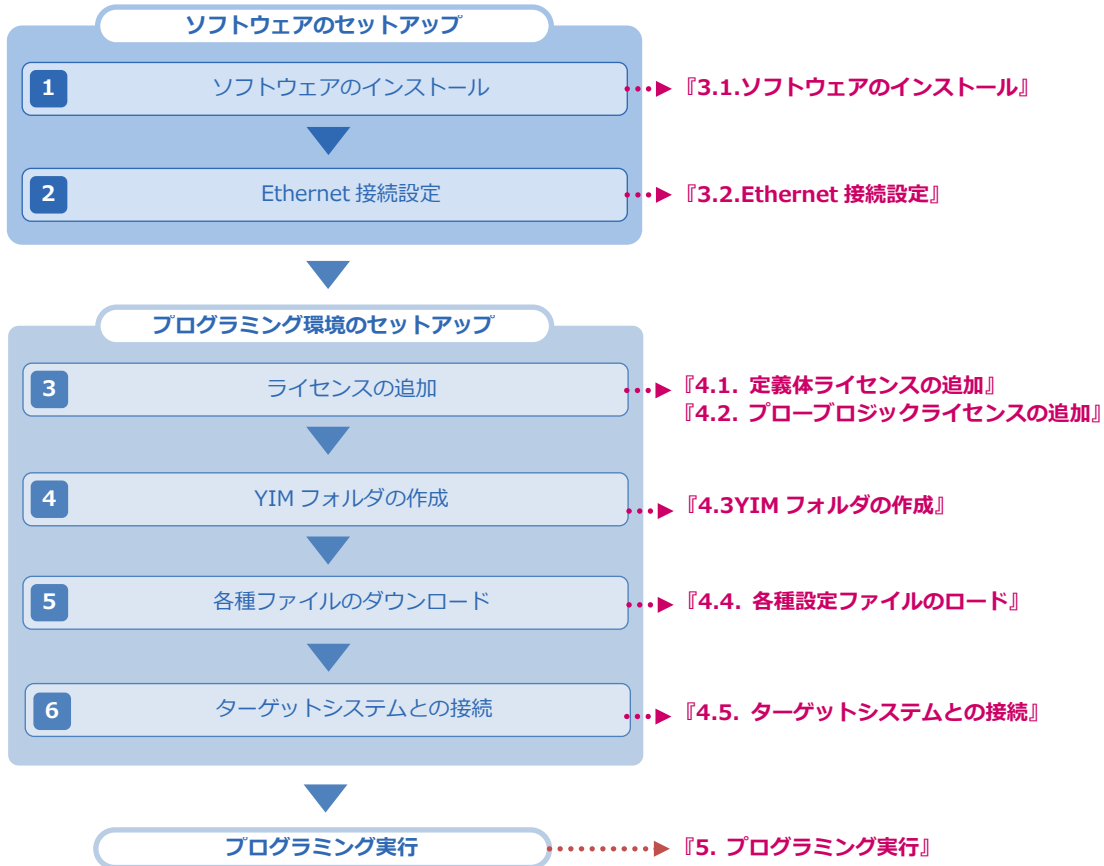 ソフトウェアのセットアップ
1 ソフトウェアのインストール 『3.1.ソフトウェアのインストール』
2 Ethernet 接続設定 『3.2.Ethernet 接続設定』
プログラミング環境のセットアップ
3 ライセンスの追加 『4.1. 定義体ライセンスの追加』
『4.2. プローブロジックライセンスの追加』
4 YIM フォルダの作成 『4.3YIM フォルダの作成』
5 各種ファイルのダウンロード 『4.4. 各種設定ファイルのロード』
6 ターゲットシステムとの接続 『4.5. ターゲットシステムとの接続』
プログラミング実行 『5. プログラミング実行』